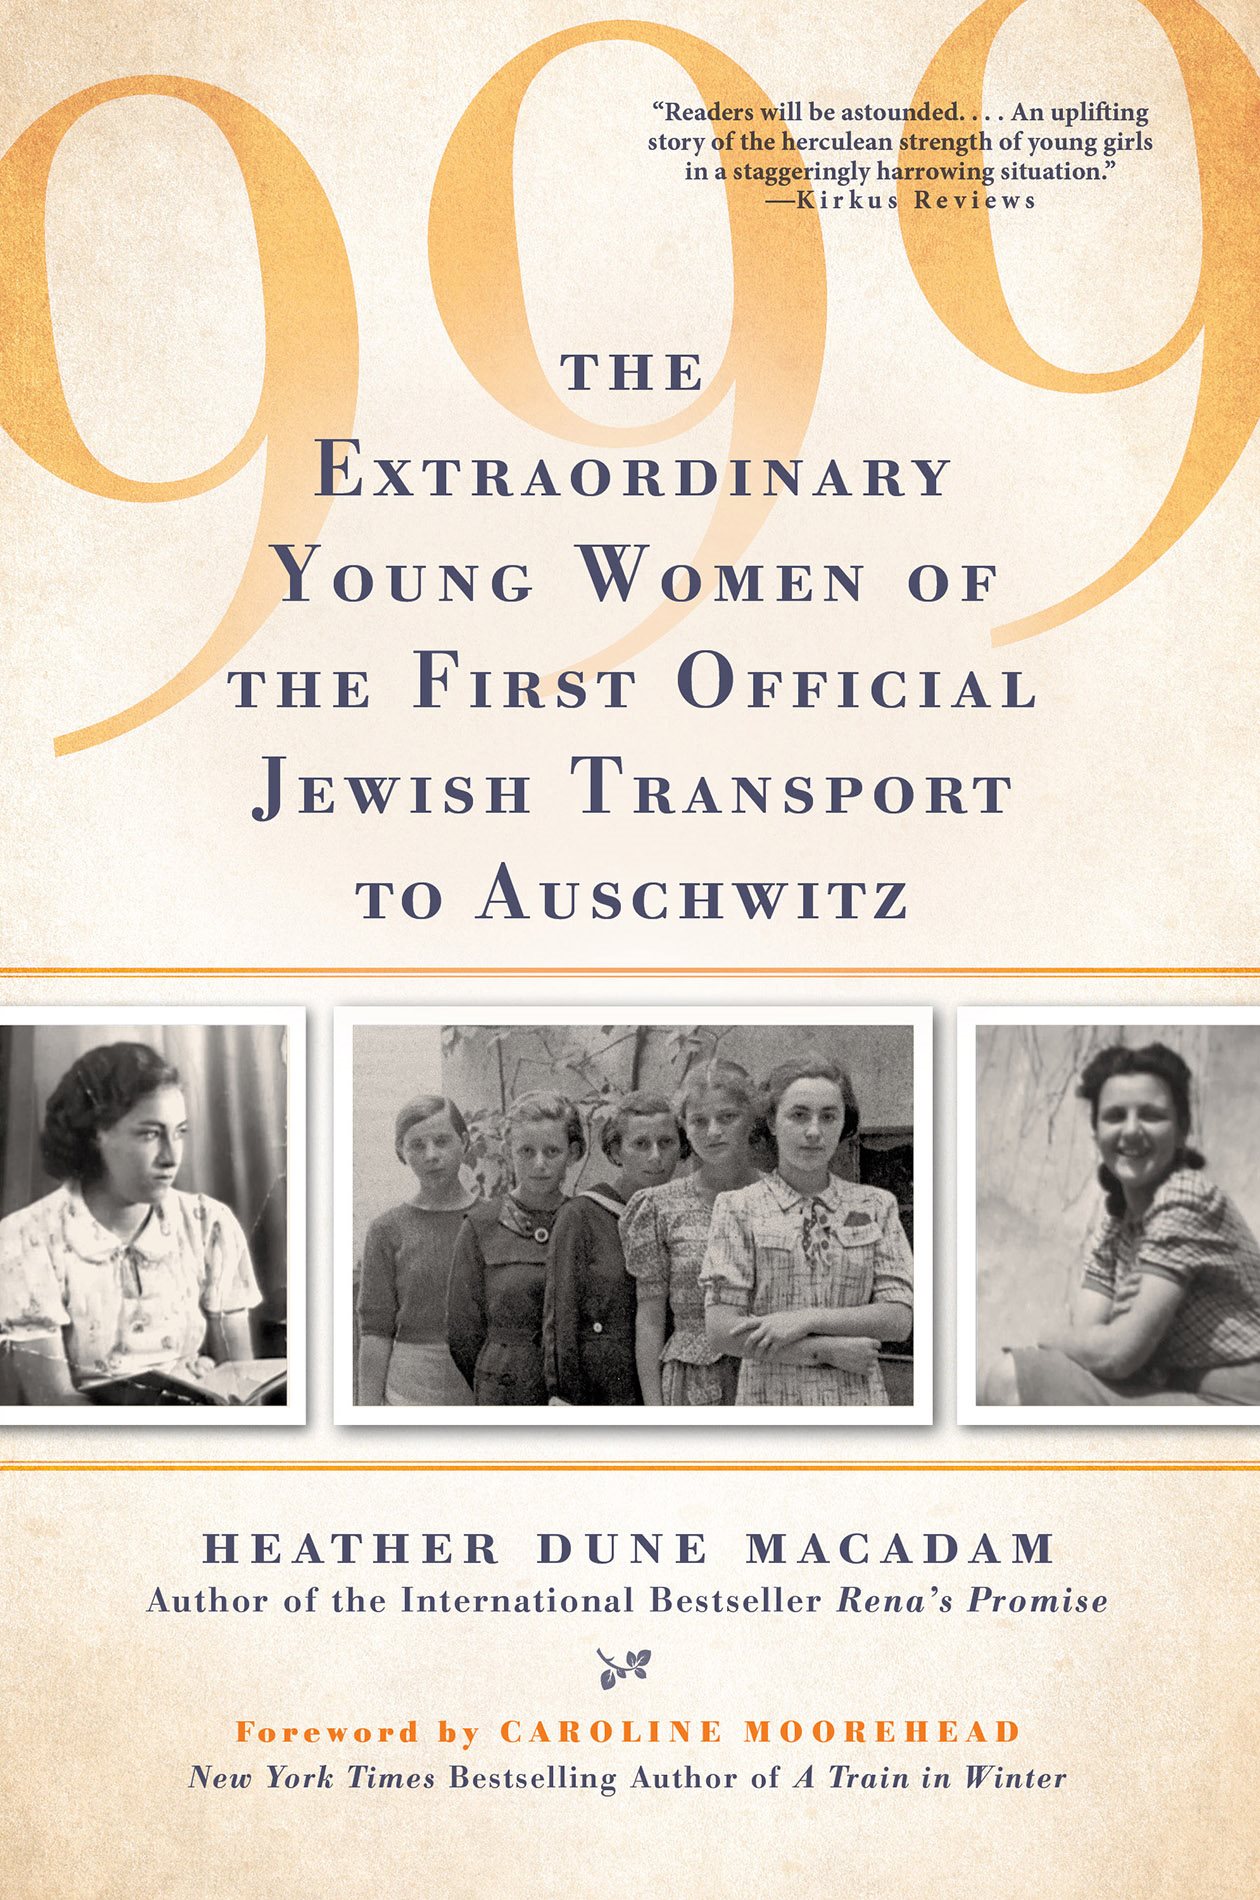 999
“Readers will be astounded. . . . An uplifting
story of the herculean strength of young girls
in a staggeringly harrowing situation.”
—Kirkus Reviews
THE
EXTRAORDINARY
YOUNG WOMEN OF
THE FIRST OFFICIAL
JEWISH TRANSPORT
TO AUSCHWITZ
HEATHER DUNE MACADAM
Author of the International Bestseller Rena’s Promise
Foreword by CAROLINE MOOREHEAD
New York Times Bestselling Author of A Train in Winter